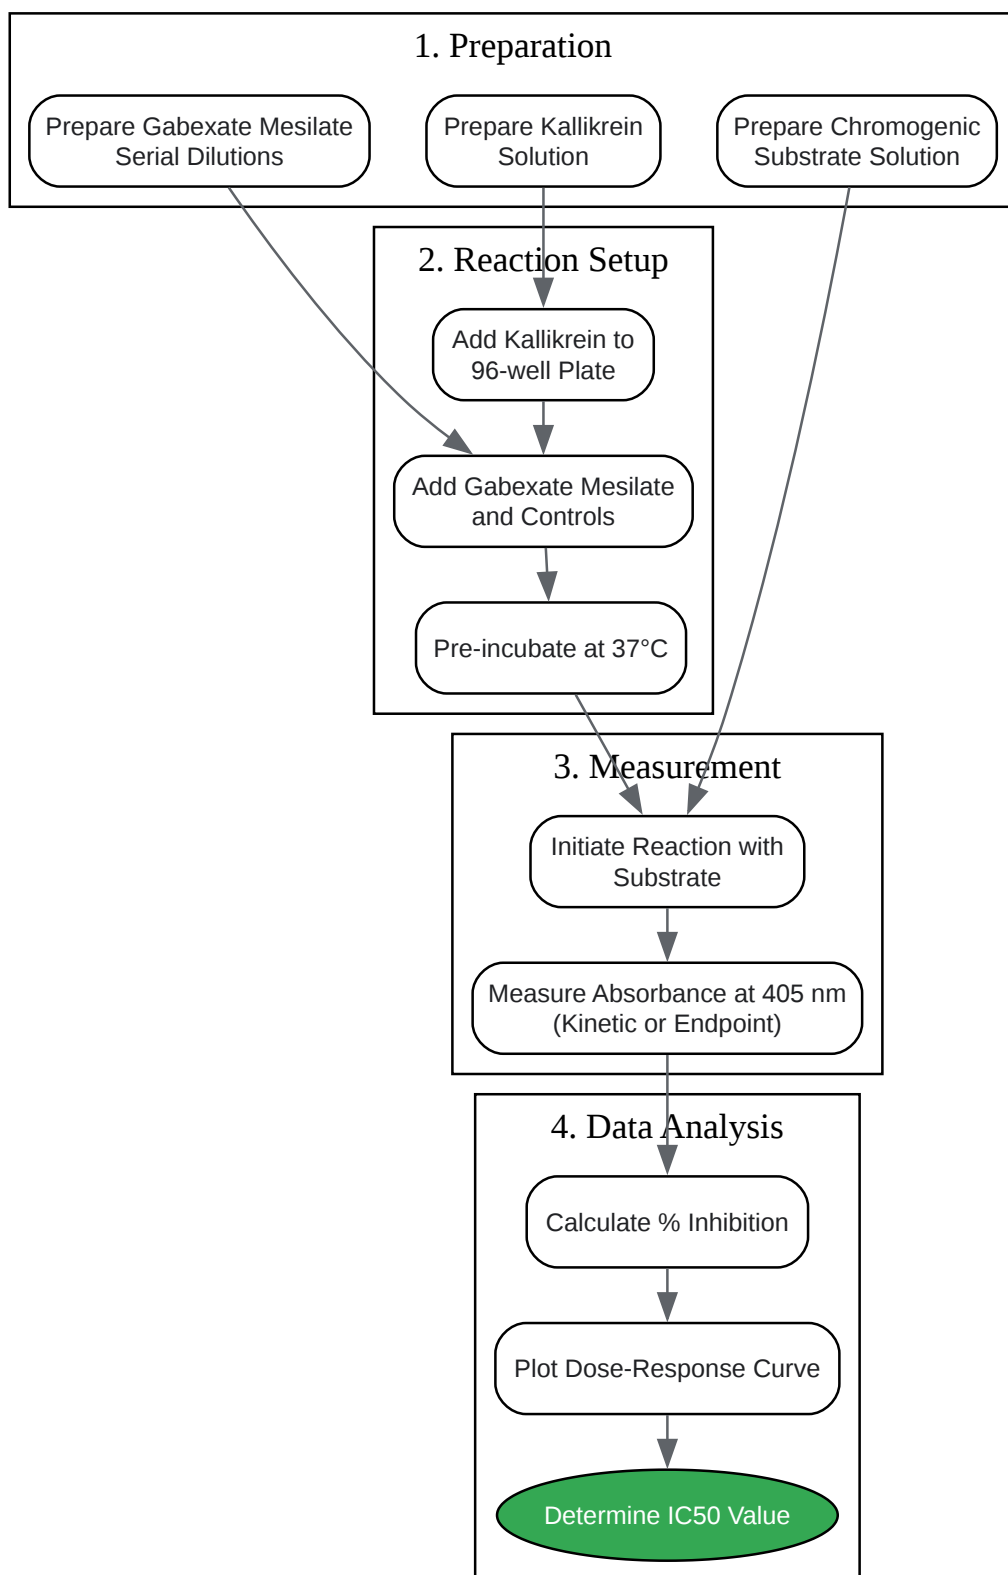 1. Preparation
Prepare Gabexate Mesilate
Serial Dilutions
Prepare Kallikrein
Solution
Prepare Chromogenic
Substrate Solution
2. Reaction Setup
Add Kallikrein to
96-well Plate
Add Gabexate Mesilate
and Controls
Pre-incubate at 37°C
3. Measurement
Initiate Reaction with
Substrate
Measure Absorbance at 405 nm
(Kinetic or Endpoint)
4. Data Analysis
Calculate % Inhibition
Plot Dose-Response Curve
Determine IC50 Value